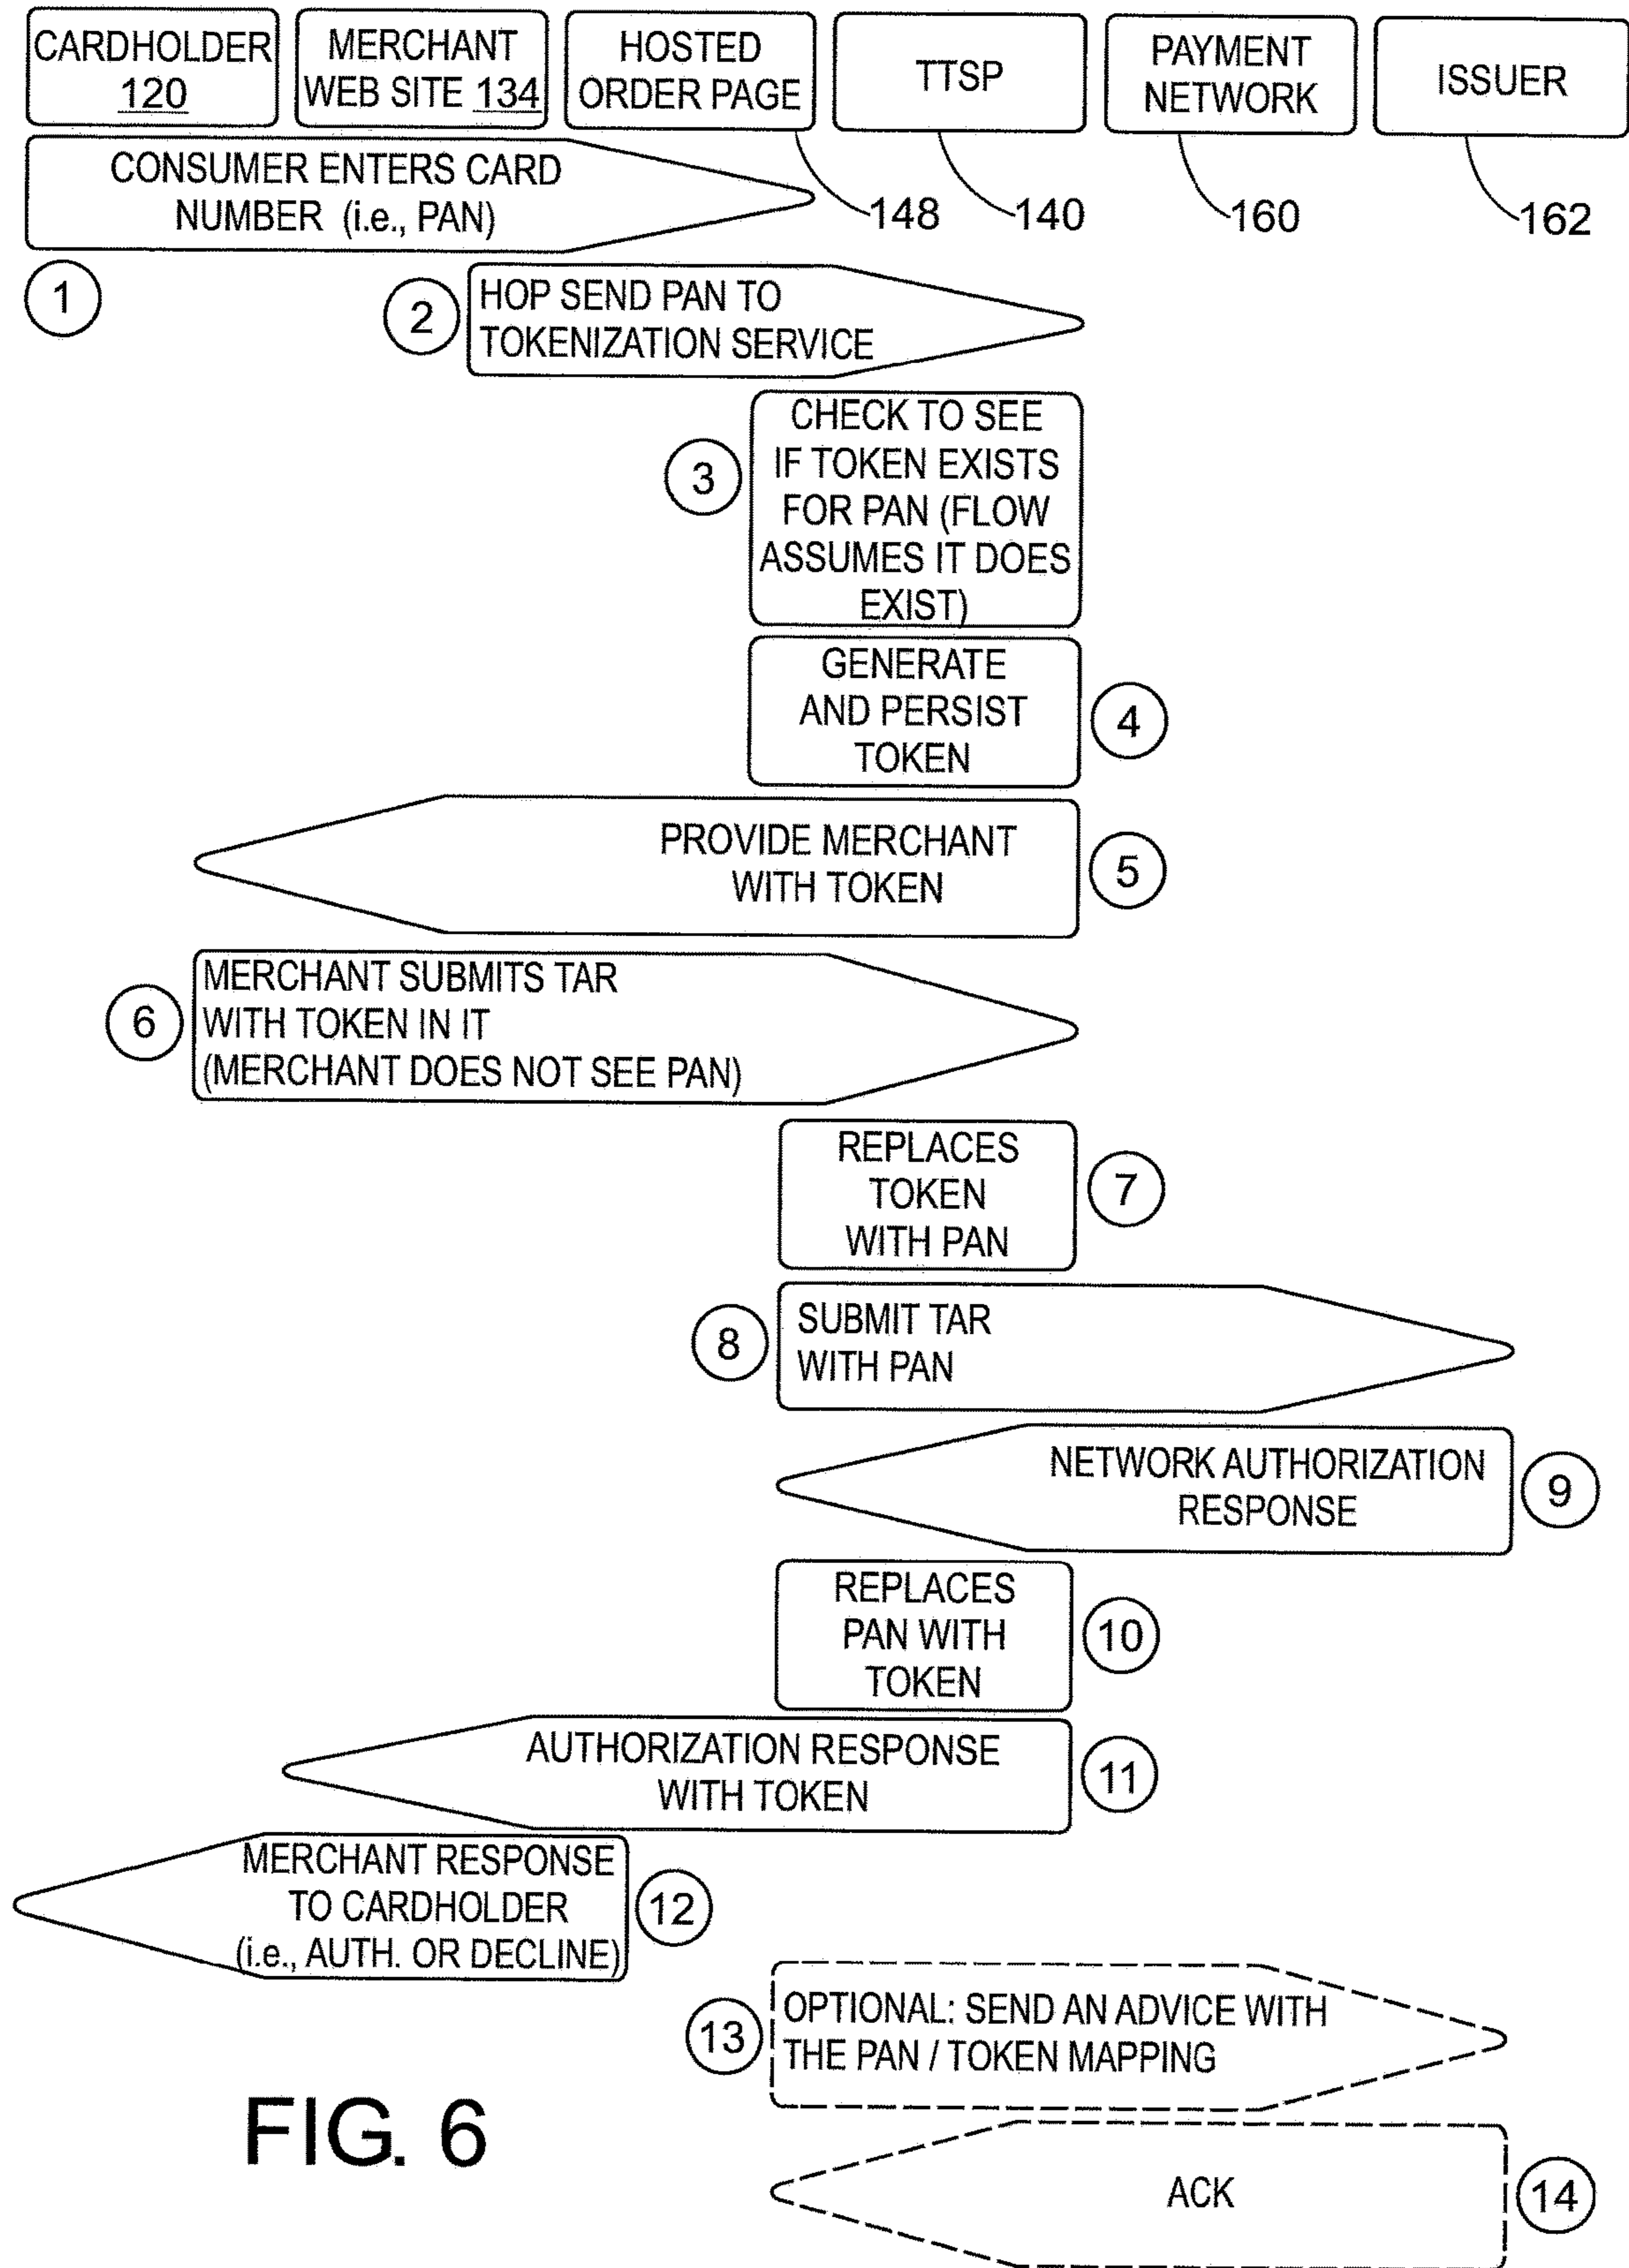 CARDHOLDER
120
MERCHANT
WEB SITE 134
HOSTED
ORDER PAGE
TTSP
PAYMENT
NETWORK
ISSUER
CONSUMER ENTERS CARD
NUMBER (i.e., PAN)
148
140
160
162
1
2
HOP SEND PAN TO
TOKENIZATION SERVICE
3
CHECK TO SEE
IF TOKEN EXISTS
FOR PAN (FLOW
ASSUMES IT DOES
EXIST)
GENERATE
AND PERSIST
TOKEN
4
PROVIDE MERCHANT
WITH TOKEN
5
6
MERCHANT SUBMITS TAR
WITH TOKEN IN IT
(MERCHANT DOES NOT SEE PAN)
REPLACES
TOKEN
WITH PAN
7
8
SUBMIT TAR
WITH PAN
NETWORK AUTHORIZATION
RESPONSE
9
REPLACES
PAN WITH
TOKEN
10
AUTHORIZATION RESPONSE
WITH TOKEN
11
MERCHANT RESPONSE
TO CARDHOLDER
(i.e., AUTH. OR DECLINE)
12
13
OPTIONAL: SEND AN ADVICE WITH
THE PAN / TOKEN MAPPING
ACK
14
FIG. 6